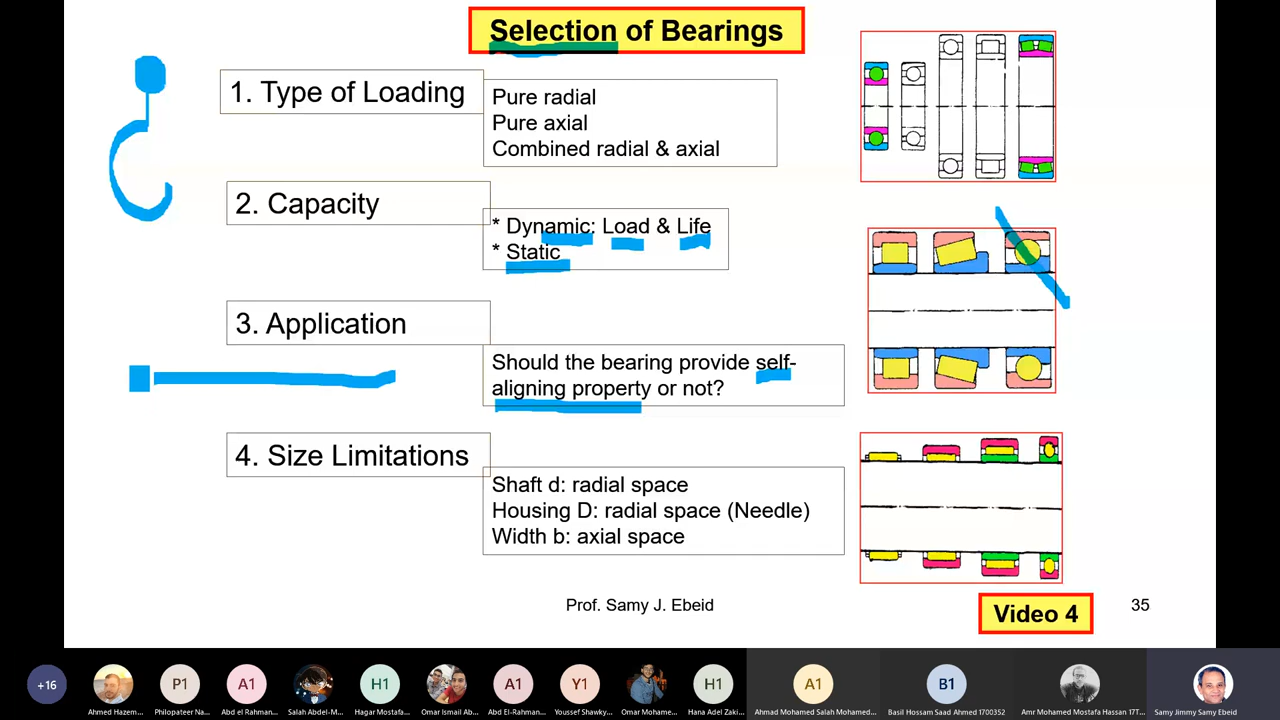 Selection of Bearings
1. Type of Loading
Pure radial
Pure axial
Combined radial & axial
2. Capacity
* Dynamic: Load & Life
* Static
3. Application
Should the bearing provide self-
aligning property or not?
4. Size Limitations
Shaft d: radial space
Housing D: radial space (Needle)
Width b: axial space
Prof. Samy J. Ebeid
Video 4
35
+16
P1
A1
H1
A1
Y1
H1
A1
B1
Ahmed Hazem...
Philopateer Na...
Abd el Rahman...
Salah Abdel-M...
Hagar Mostafa...
Omar Ismail Ab...
Abd El-Rahman...
Youssef Shawky...
Omar Mohame...
Hana Adel Zaki...
Ahmad Mohamed Salah Mohamed...
Basil Hossam Saad Ahmed 1700352
Amr Mohamed Mostafa Hassan 17T...
Samy Jimmy Samy Ebeid